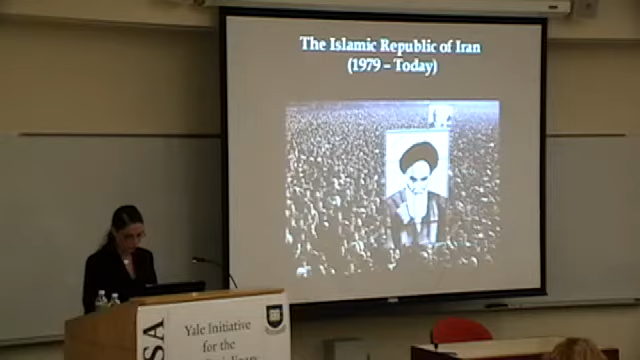 The Islamic Republic of Iran
(1979 – Today)
SA
Yale Initiative
for the